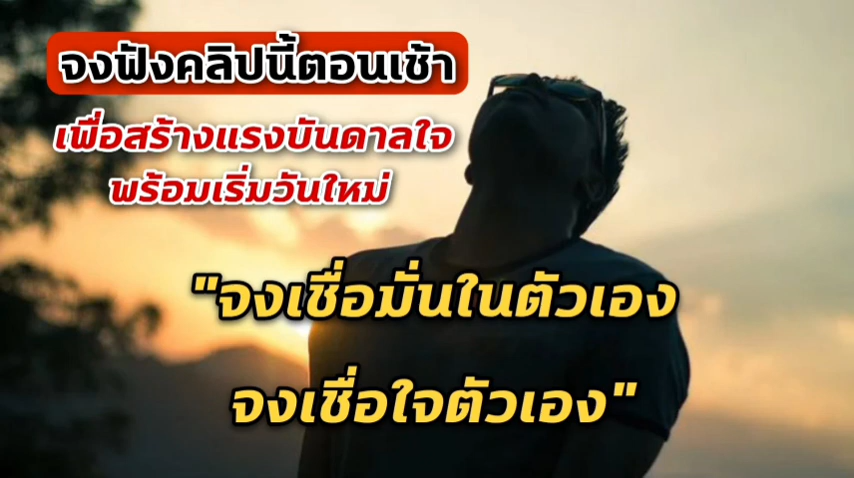 จงฟังคลิปนี้ตอนเช้า
เพื่อสร้างแรงบันดาลใจ
พร้อมเริ่มวันใหม่
"จงเชื่อมั่นในตัวเอง
จงเชื่อใจตัวเอง"